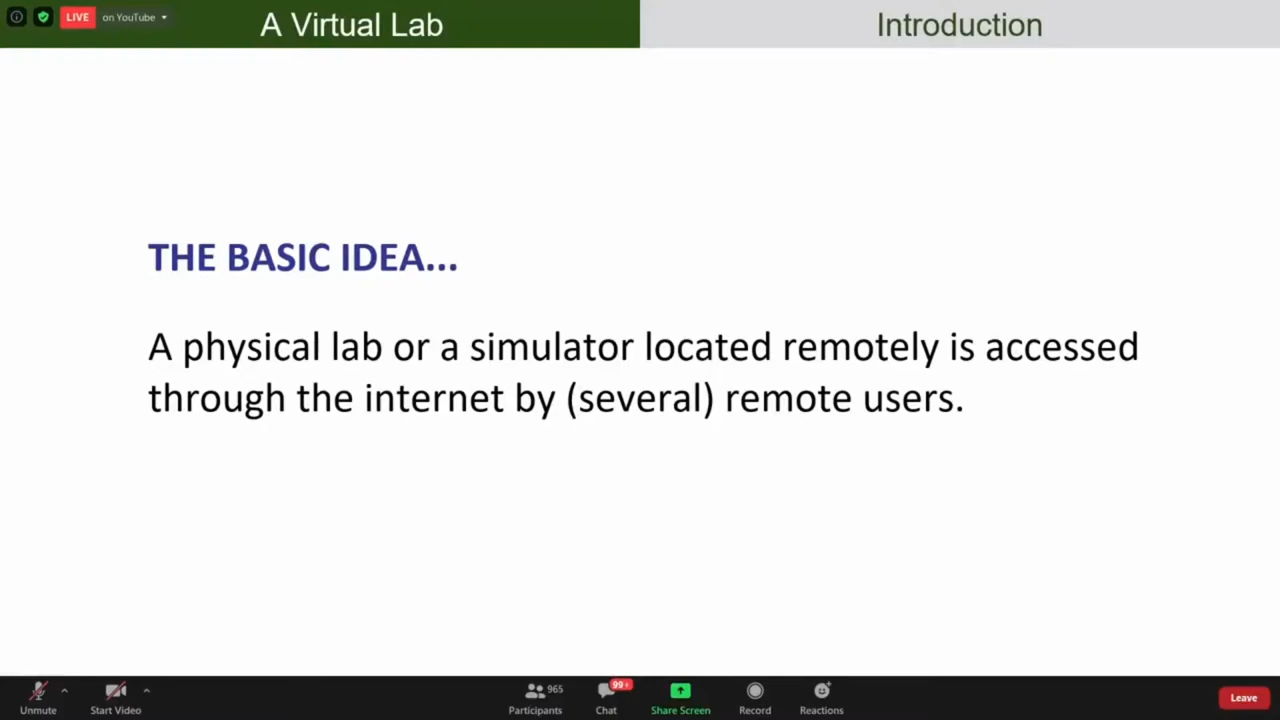 LIVE on YouTube
A Virtual Lab
Introduction
THE BASIC IDEA...
A physical lab or a simulator located remotely is accessed
through the internet by (several) remote users.
965
99+
Unmute
Start Video
Participants
Chat
Share Screen
Record
Reactions
Leave